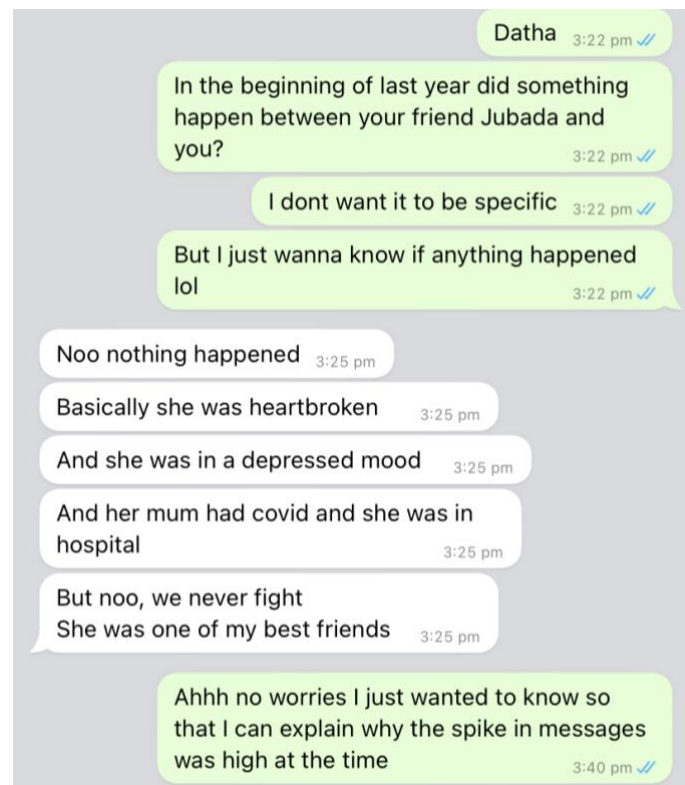 Datha 3:22 pm
In the beginning of last year did something
happen between your friend Jubada and
you? 3:22 pm
I dont want it to be specific 3:22 pm
But I just wanna know if anything happened
lol 3:22 pm
Noo nothing happened 3:25 pm
Basically she was heartbroken 3:25 pm
And she was in a depressed mood 3:25 pm
And her mum had covid and she was in
hospital 3:25 pm
But noo, we never fight
She was one of my best friends 3:25 pm
Ahhh no worries I just wanted to know so
that I can explain why the spike in messages
was high at the time 3:40 pm